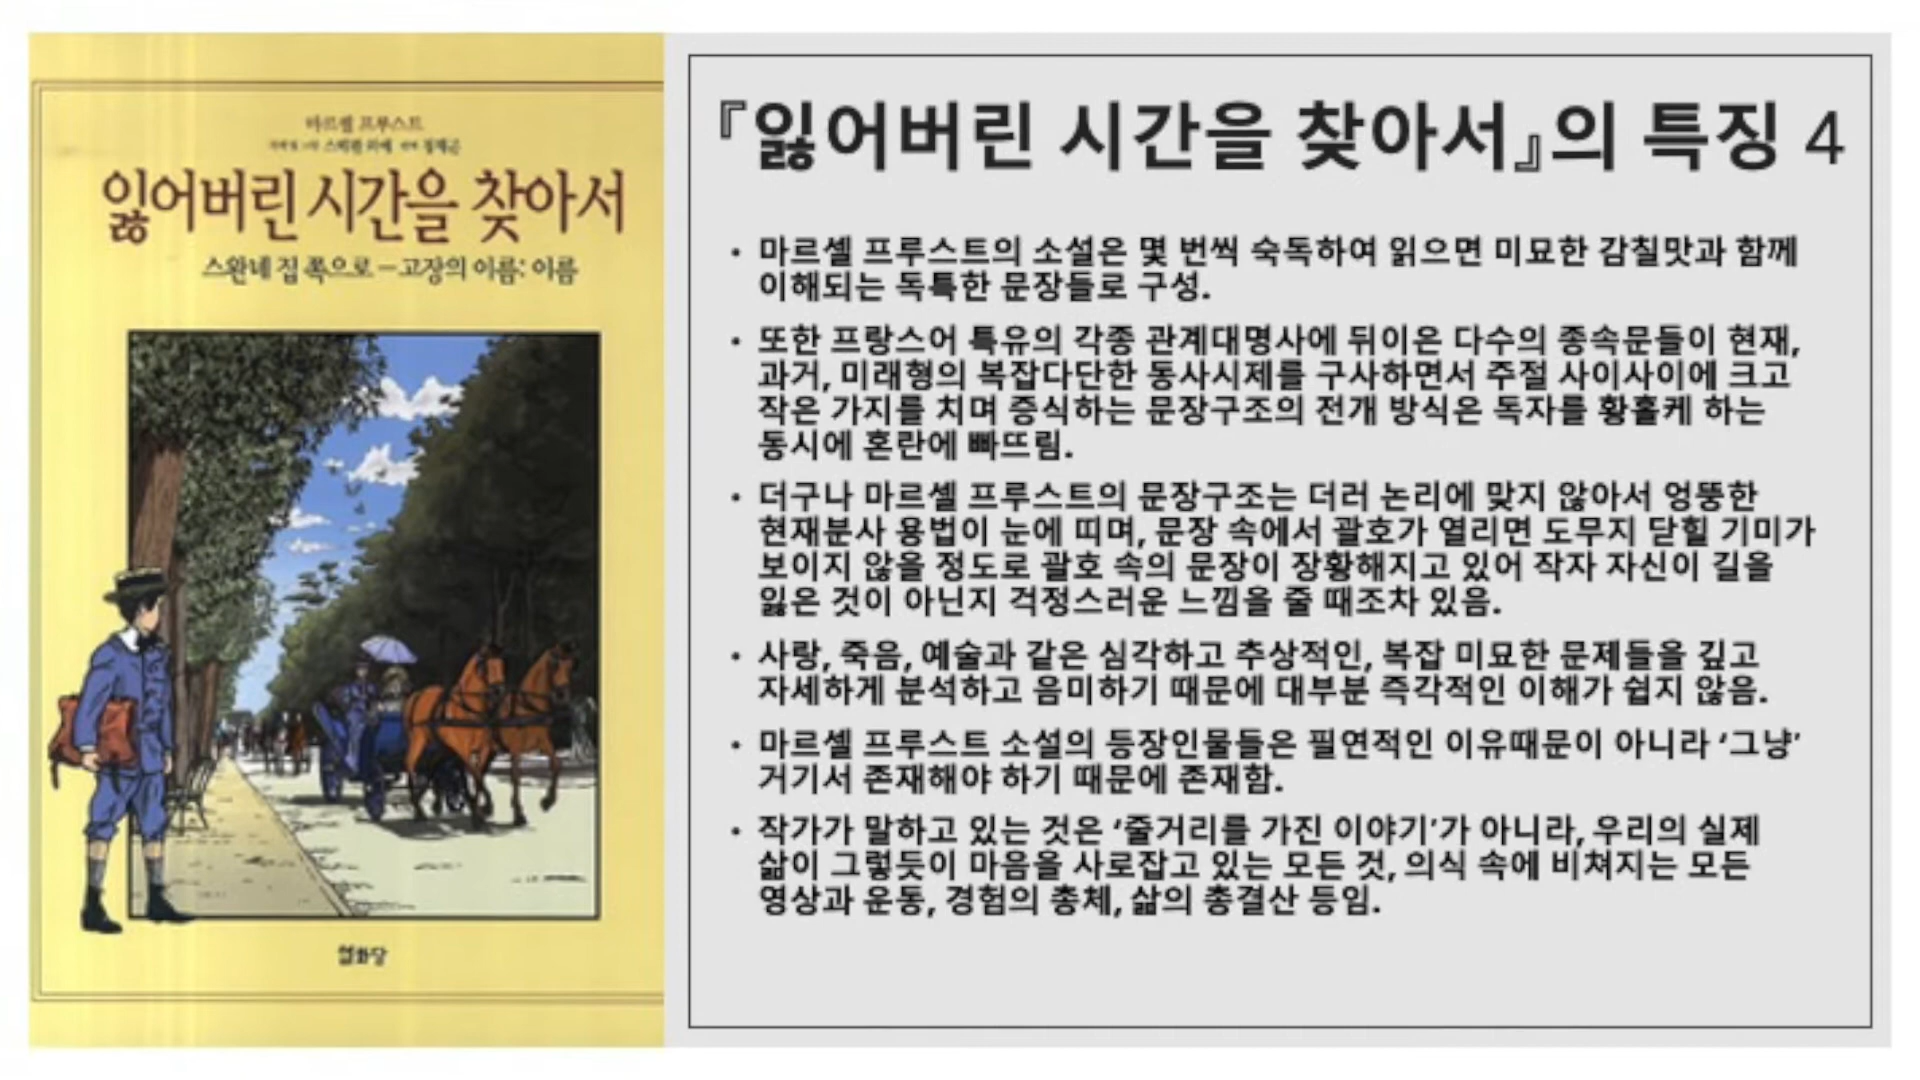 마르셀 프루스트
스테판 외에 정재곤
잃어버린 시간을 찾아서
스완네 집 쪽으로 – 고장의 이름: 이름
열화당
『잃어버린 시간을 찾아서』의 특징 4
• 마르셀 프루스트의 소설은 몇 번씩 숙독하여 읽으면 미묘한 감칠맛과 함께
이해되는 독특한 문장들로 구성.
• 또한 프랑스어 특유의 각종 관계대명사에 뒤이은 다수의 종속문들이 현재,
과거, 미래형의 복잡다단한 동사시제를 구사하면서 주절 사이사이에 크고
작은 가지를 치며 증식하는 문장구조의 전개 방식은 독자를 황홀케 하는
동시에 혼란에 빠뜨림.
• 더구나 마르셀 프루스트의 문장구조는 더러 논리에 맞지 않아서 엉뚱한
현재분사 용법이 눈에 띠며, 문장 속에서 괄호가 열리면 도무지 닫힐 기미가
보이지 않을 정도로 괄호 속의 문장이 장황해지고 있어 작자 자신이 길을
잃은 것이 아닌지 걱정스러운 느낌을 줄 때조차 있음.
• 사랑, 죽음, 예술과 같은 심각하고 추상적인, 복잡 미묘한 문제들을 깊고
자세하게 분석하고 음미하기 때문에 대부분 즉각적인 이해가 쉽지 않음.
• 마르셀 프루스트 소설의 등장인물들은 필연적인 이유때문이 아니라 ‘그냥’
거기서 존재해야 하기 때문에 존재함.
• 작가가 말하고 있는 것은 ‘줄거리를 가진 이야기’가 아니라, 우리의 실제
삶이 그렇듯이 마음을 사로잡고 있는 모든 것, 의식 속에 비쳐지는 모든
영상과 운동, 경험의 총체, 삶의 총결산 등임.